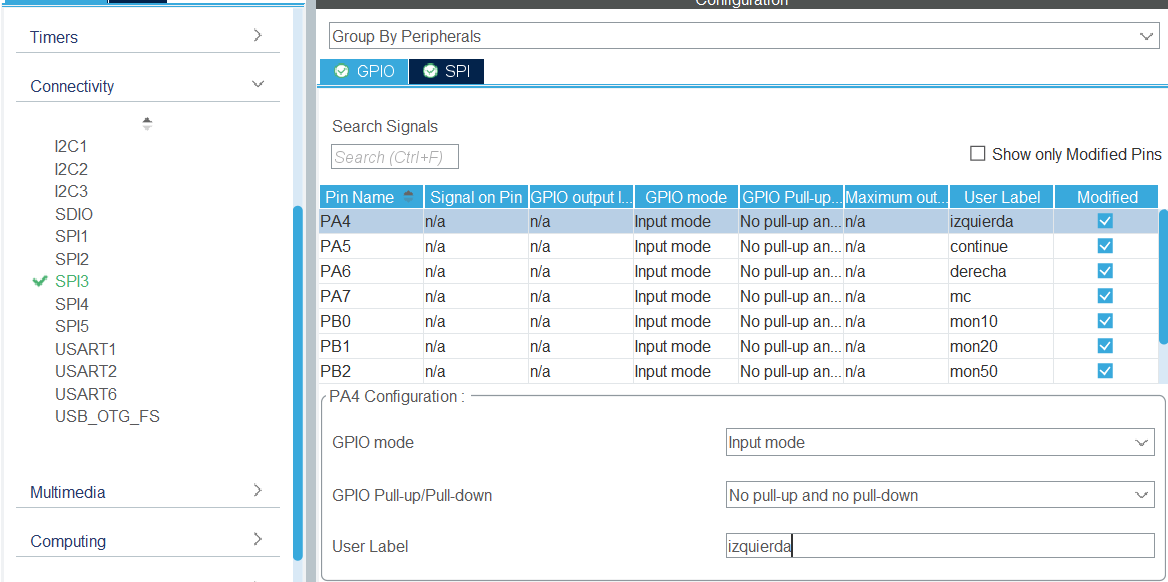 Configuration
Timers
Connectivity
I2C1
I2C2
I2C3
SDIO
SPI1
SPI2
SPI3
SPI4
SPI5
USART1
USART2
USART6
USB_OTG_FS
Multimedia
Computing
Group By Peripherals
GPIO SPI
Search Signals
Search (Ctrl+F)
Show only Modified Pins
Pin Name Signal on Pin GPIO output l... GPIO mode GPIO Pull-up... Maximum out... User Label Modified
PA4 n/a n/a Input mode No pull-up an... n/a izquierda
PA5 n/a n/a Input mode No pull-up an... n/a continue
PA6 n/a n/a Input mode No pull-up an... n/a derecha
PA7 n/a n/a Input mode No pull-up an... n/a mc
PB0 n/a n/a Input mode No pull-up an... n/a mon10
PB1 n/a n/a Input mode No pull-up an... n/a mon20
PB2 n/a n/a Input mode No pull-up an... n/a mon50
PA4 Configuration :
GPIO mode Input mode
GPIO Pull-up/Pull-down No pull-up and no pull-down
User Label izquierda